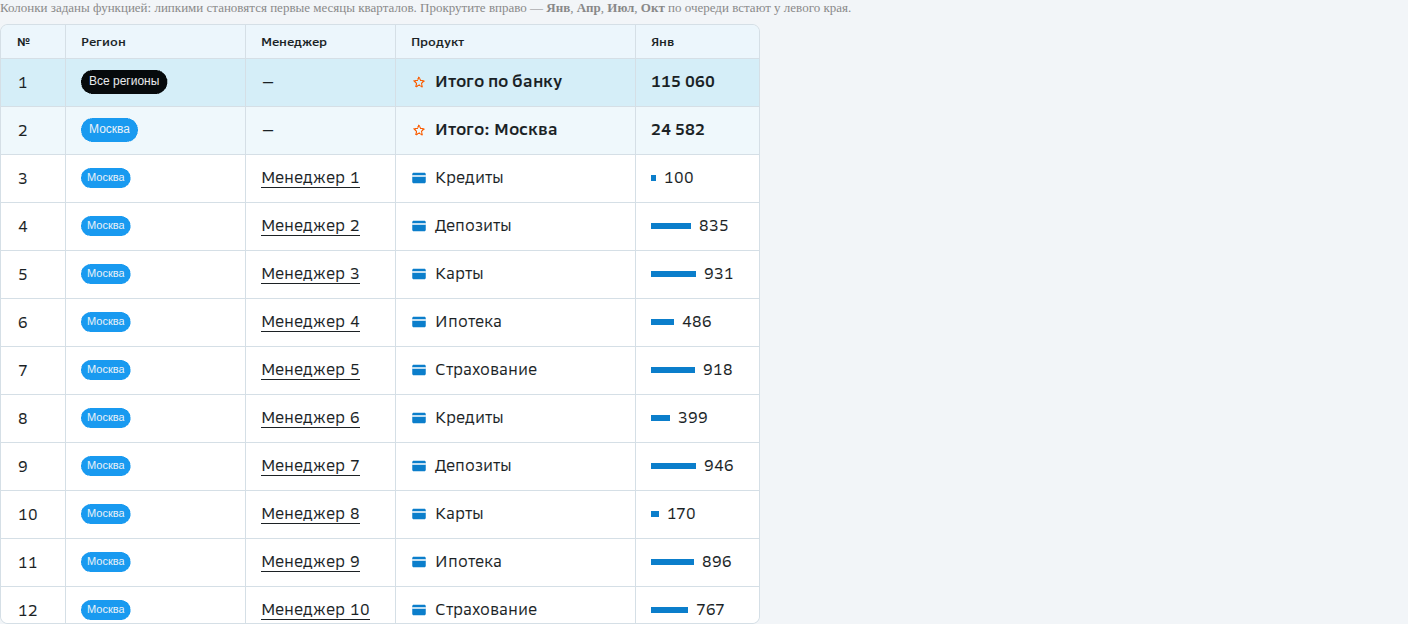 Колонки заданы функцией: липкими становятся первые месяцы кварталов. Прокрутите вправо — Янв, Апр, Июл, Окт по очереди встают у левого края.
№ Регион Менеджер Продукт Янв
1 Все регионы — Итого по банку 115 060
2 Москва — Итого: Москва 24 582
3 Москва Менеджер 1 Кредиты 100
4 Москва Менеджер 2 Депозиты 835
5 Москва Менеджер 3 Карты 931
6 Москва Менеджер 4 Ипотека 486
7 Москва Менеджер 5 Страхование 918
8 Москва Менеджер 6 Кредиты 399
9 Москва Менеджер 7 Депозиты 946
10 Москва Менеджер 8 Карты 170
11 Москва Менеджер 9 Ипотека 896
12 Москва Менеджер 10 Страхование 767